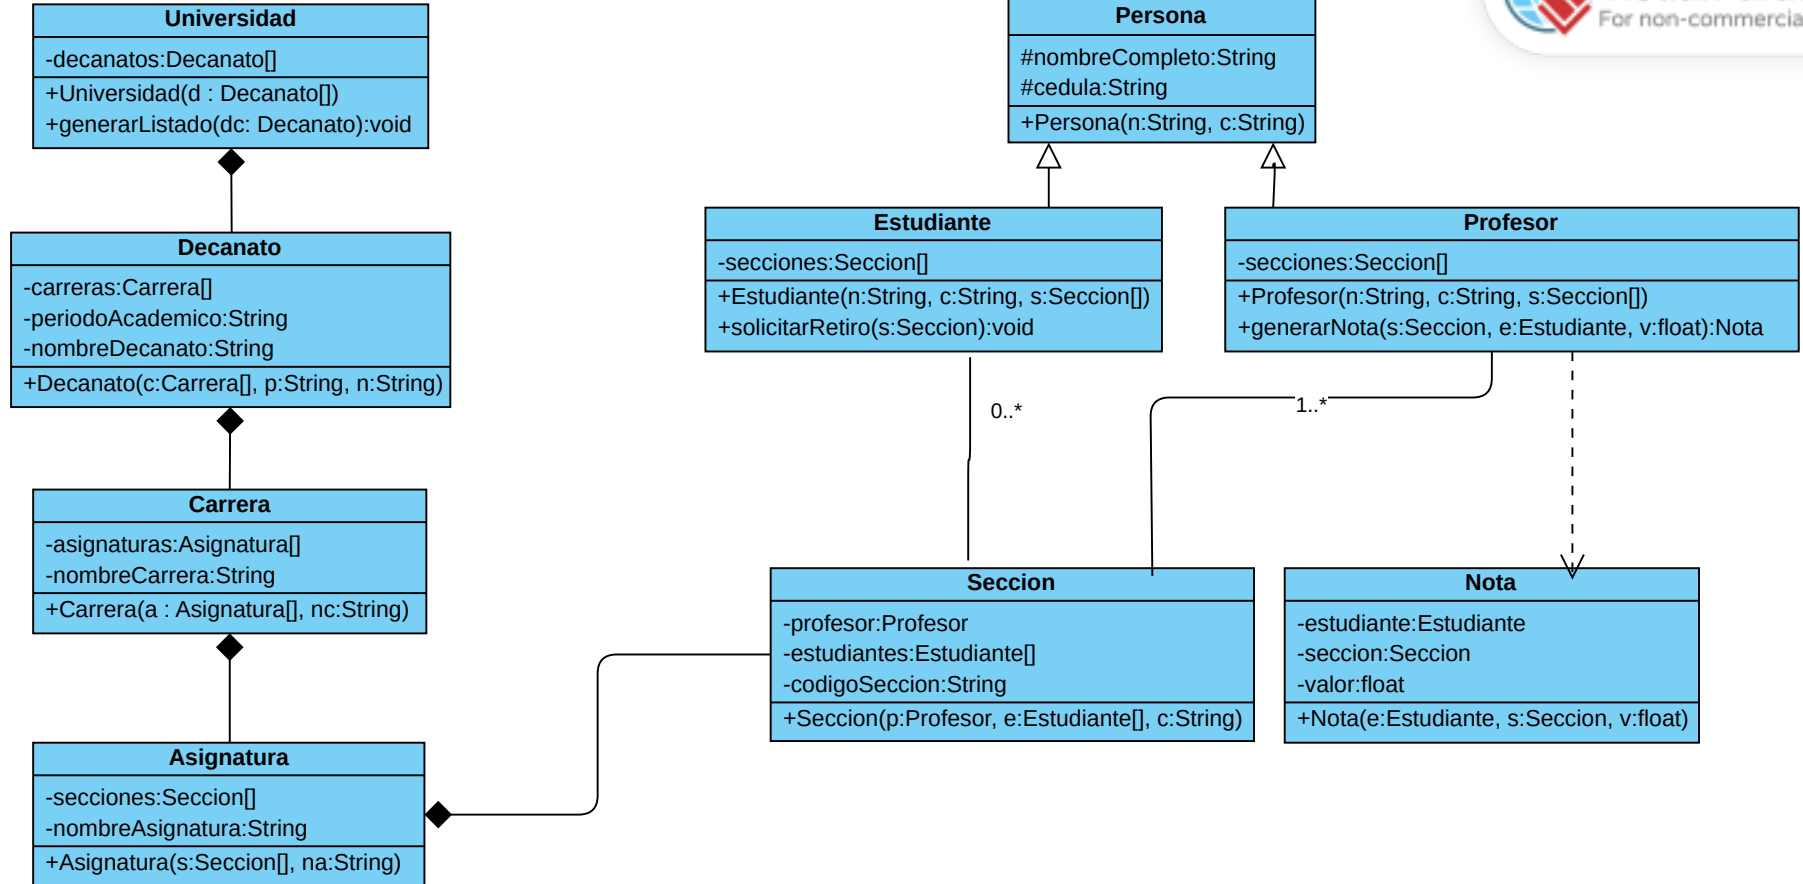 Universidad
-decanatos:Decanato[]
+Universidad(d : Decanato[])
+generarListado(dc: Decanato):void
Decanato
-carreras:Carrera[]
-periodoAcademico:String
-nombreDecanato:String
+Decanato(c:Carrera[], p:String, n:String)
Carrera
-asignaturas:Asignatura[]
-nombreCarrera:String
+Carrera(a : Asignatura[], nc:String)
Asignatura
-secciones:Seccion[]
-nombreAsignatura:String
+Asignatura(s:Seccion[], na:String)
Persona
#nombreCompleto:String
#cedula:String
+Persona(n:String, c:String)
Estudiante
-secciones:Seccion[]
+Estudiante(n:String, c:String, s:Seccion[])
+solicitarRetiro(s:Seccion):void
Profesor
-secciones:Seccion[]
+Profesor(n:String, c:String, s:Seccion[])
+generarNota(s:Seccion, e:Estudiante, v:float):Nota
0..*
1..*
Seccion
-profesor:Profesor
-estudiantes:Estudiante[]
-codigoSeccion:String
+Seccion(p:Profesor, e:Estudiante[], c:String)
Nota
-estudiante:Estudiante
-seccion:Seccion
-valor:float
+Nota(e:Estudiante, s:Seccion, v:float)
For non-commercia